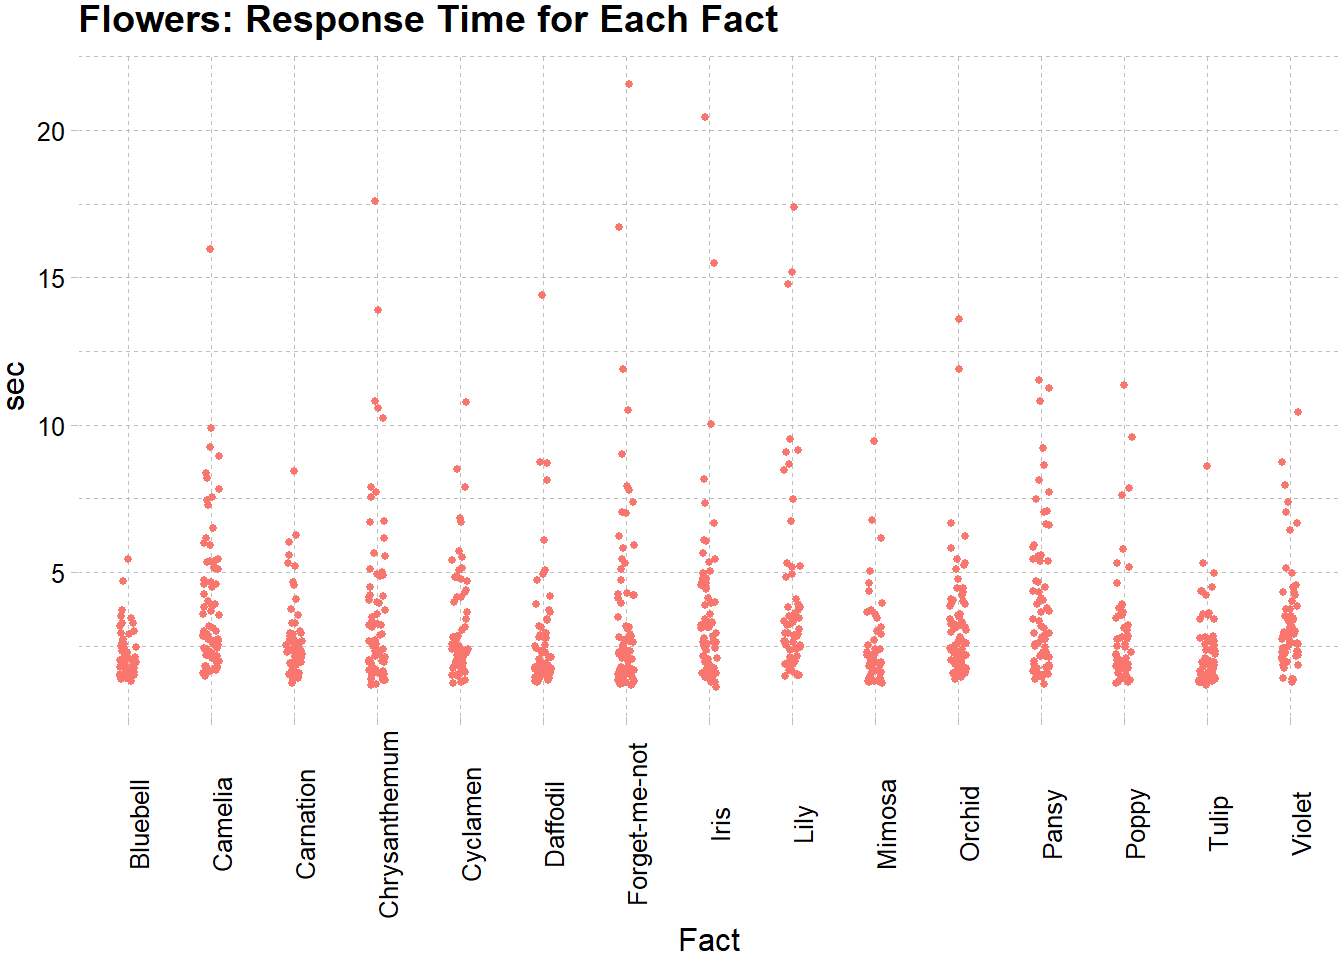 Flowers: Response Time for Each Fact
sec
20
15
10
5
Bluebell
Camelia
Carnation
Chrysanthemum
Cyclamen
Daffodil
Forget-me-not
Iris
Lily
Mimosa
Orchid
Pansy
Poppy
Tulip
Violet
Fact